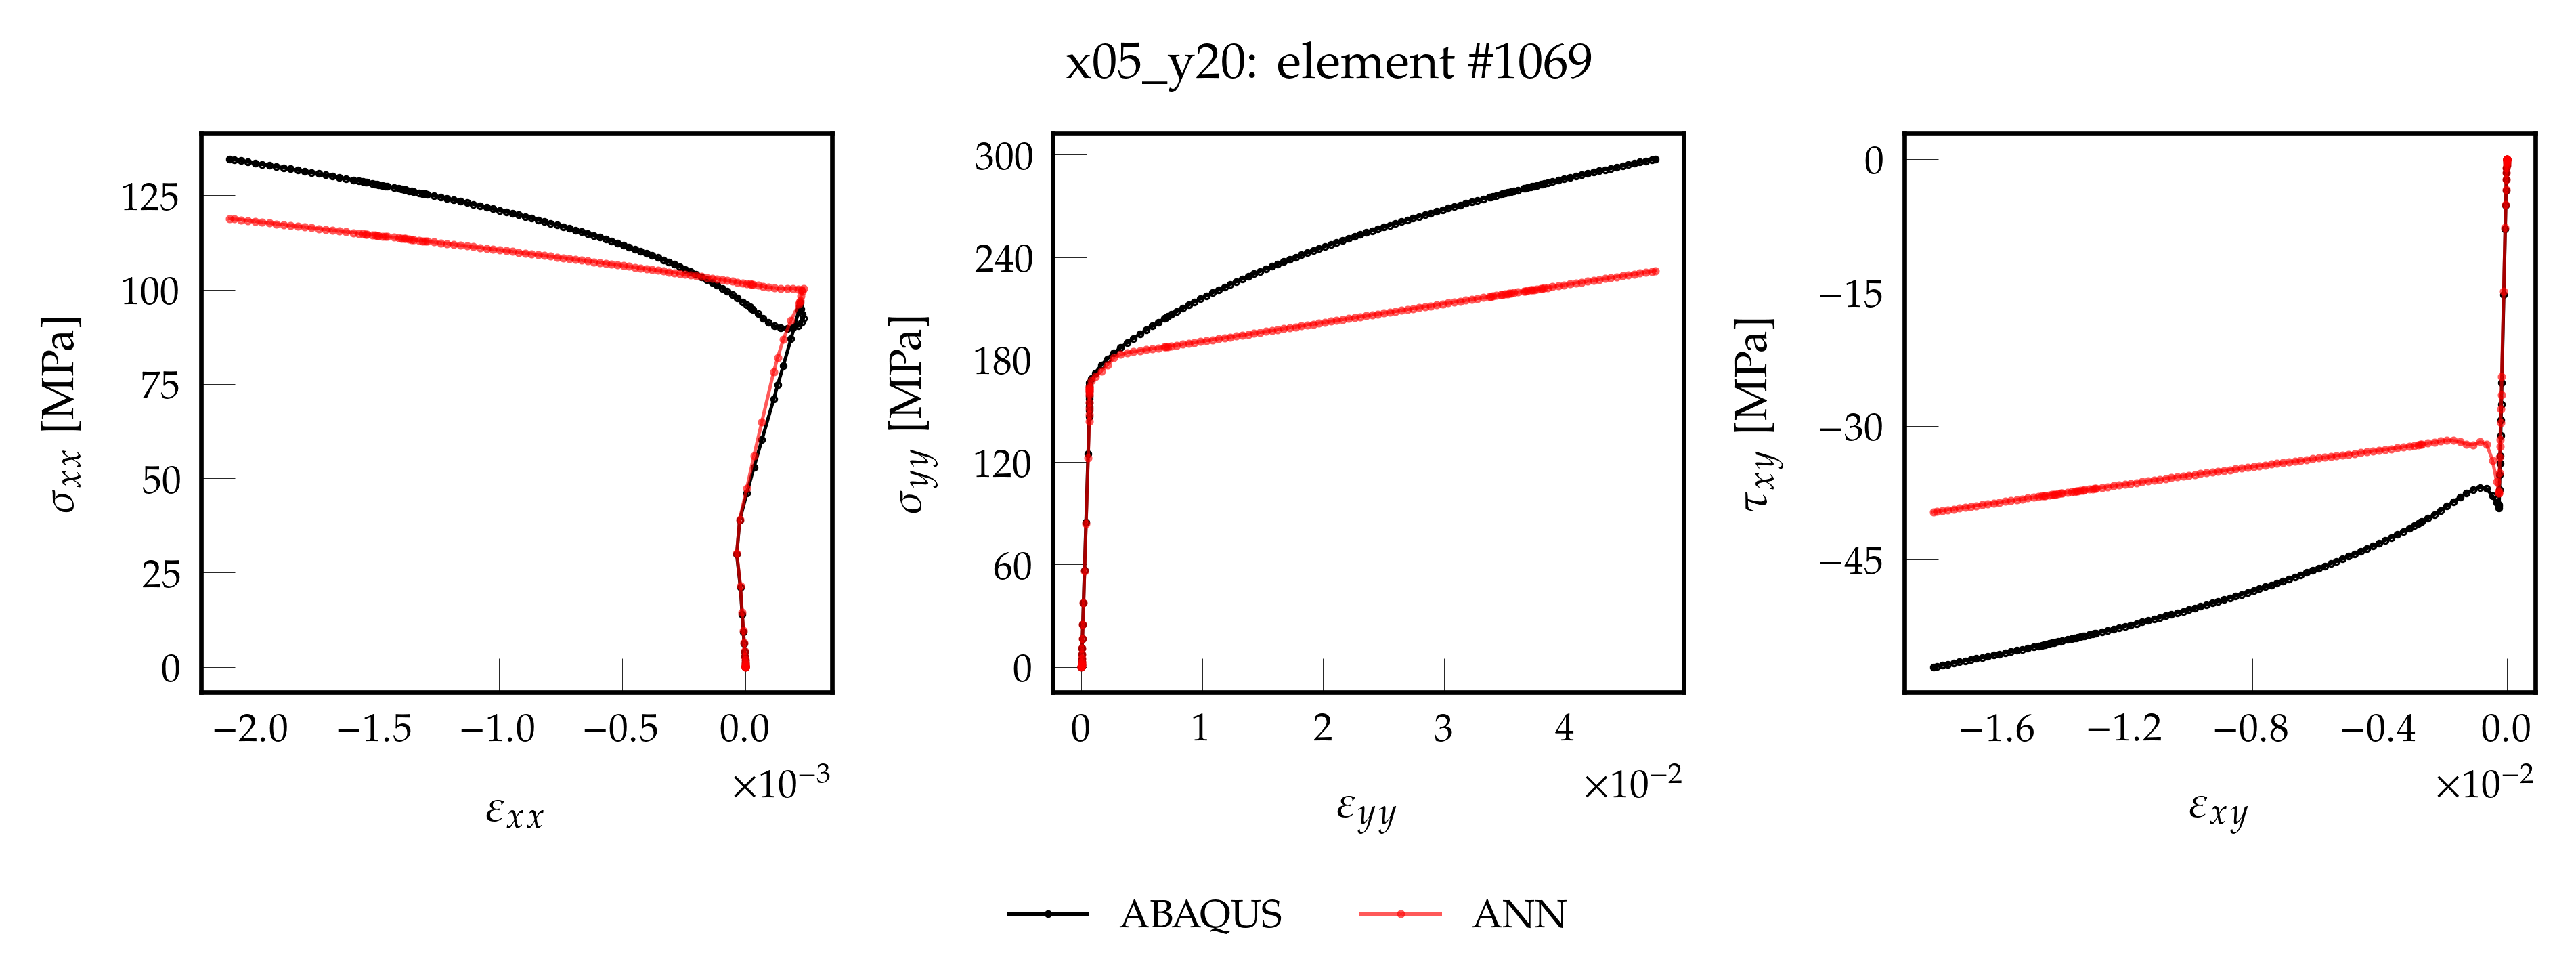 x05_y20: element #1069
σxx [MPa]
125
100
75
50
25
0
−2.0 −1.5 −1.0 −0.5 0.0
×10−3
εxx
σyy [MPa]
300
240
180
120
60
0
0 1 2 3 4
×10−2
εyy
τxy [MPa]
0
−15
−30
−45
−1.6 −1.2 −0.8 −0.4 0.0
×10−2
εxy
ABAQUS ANN